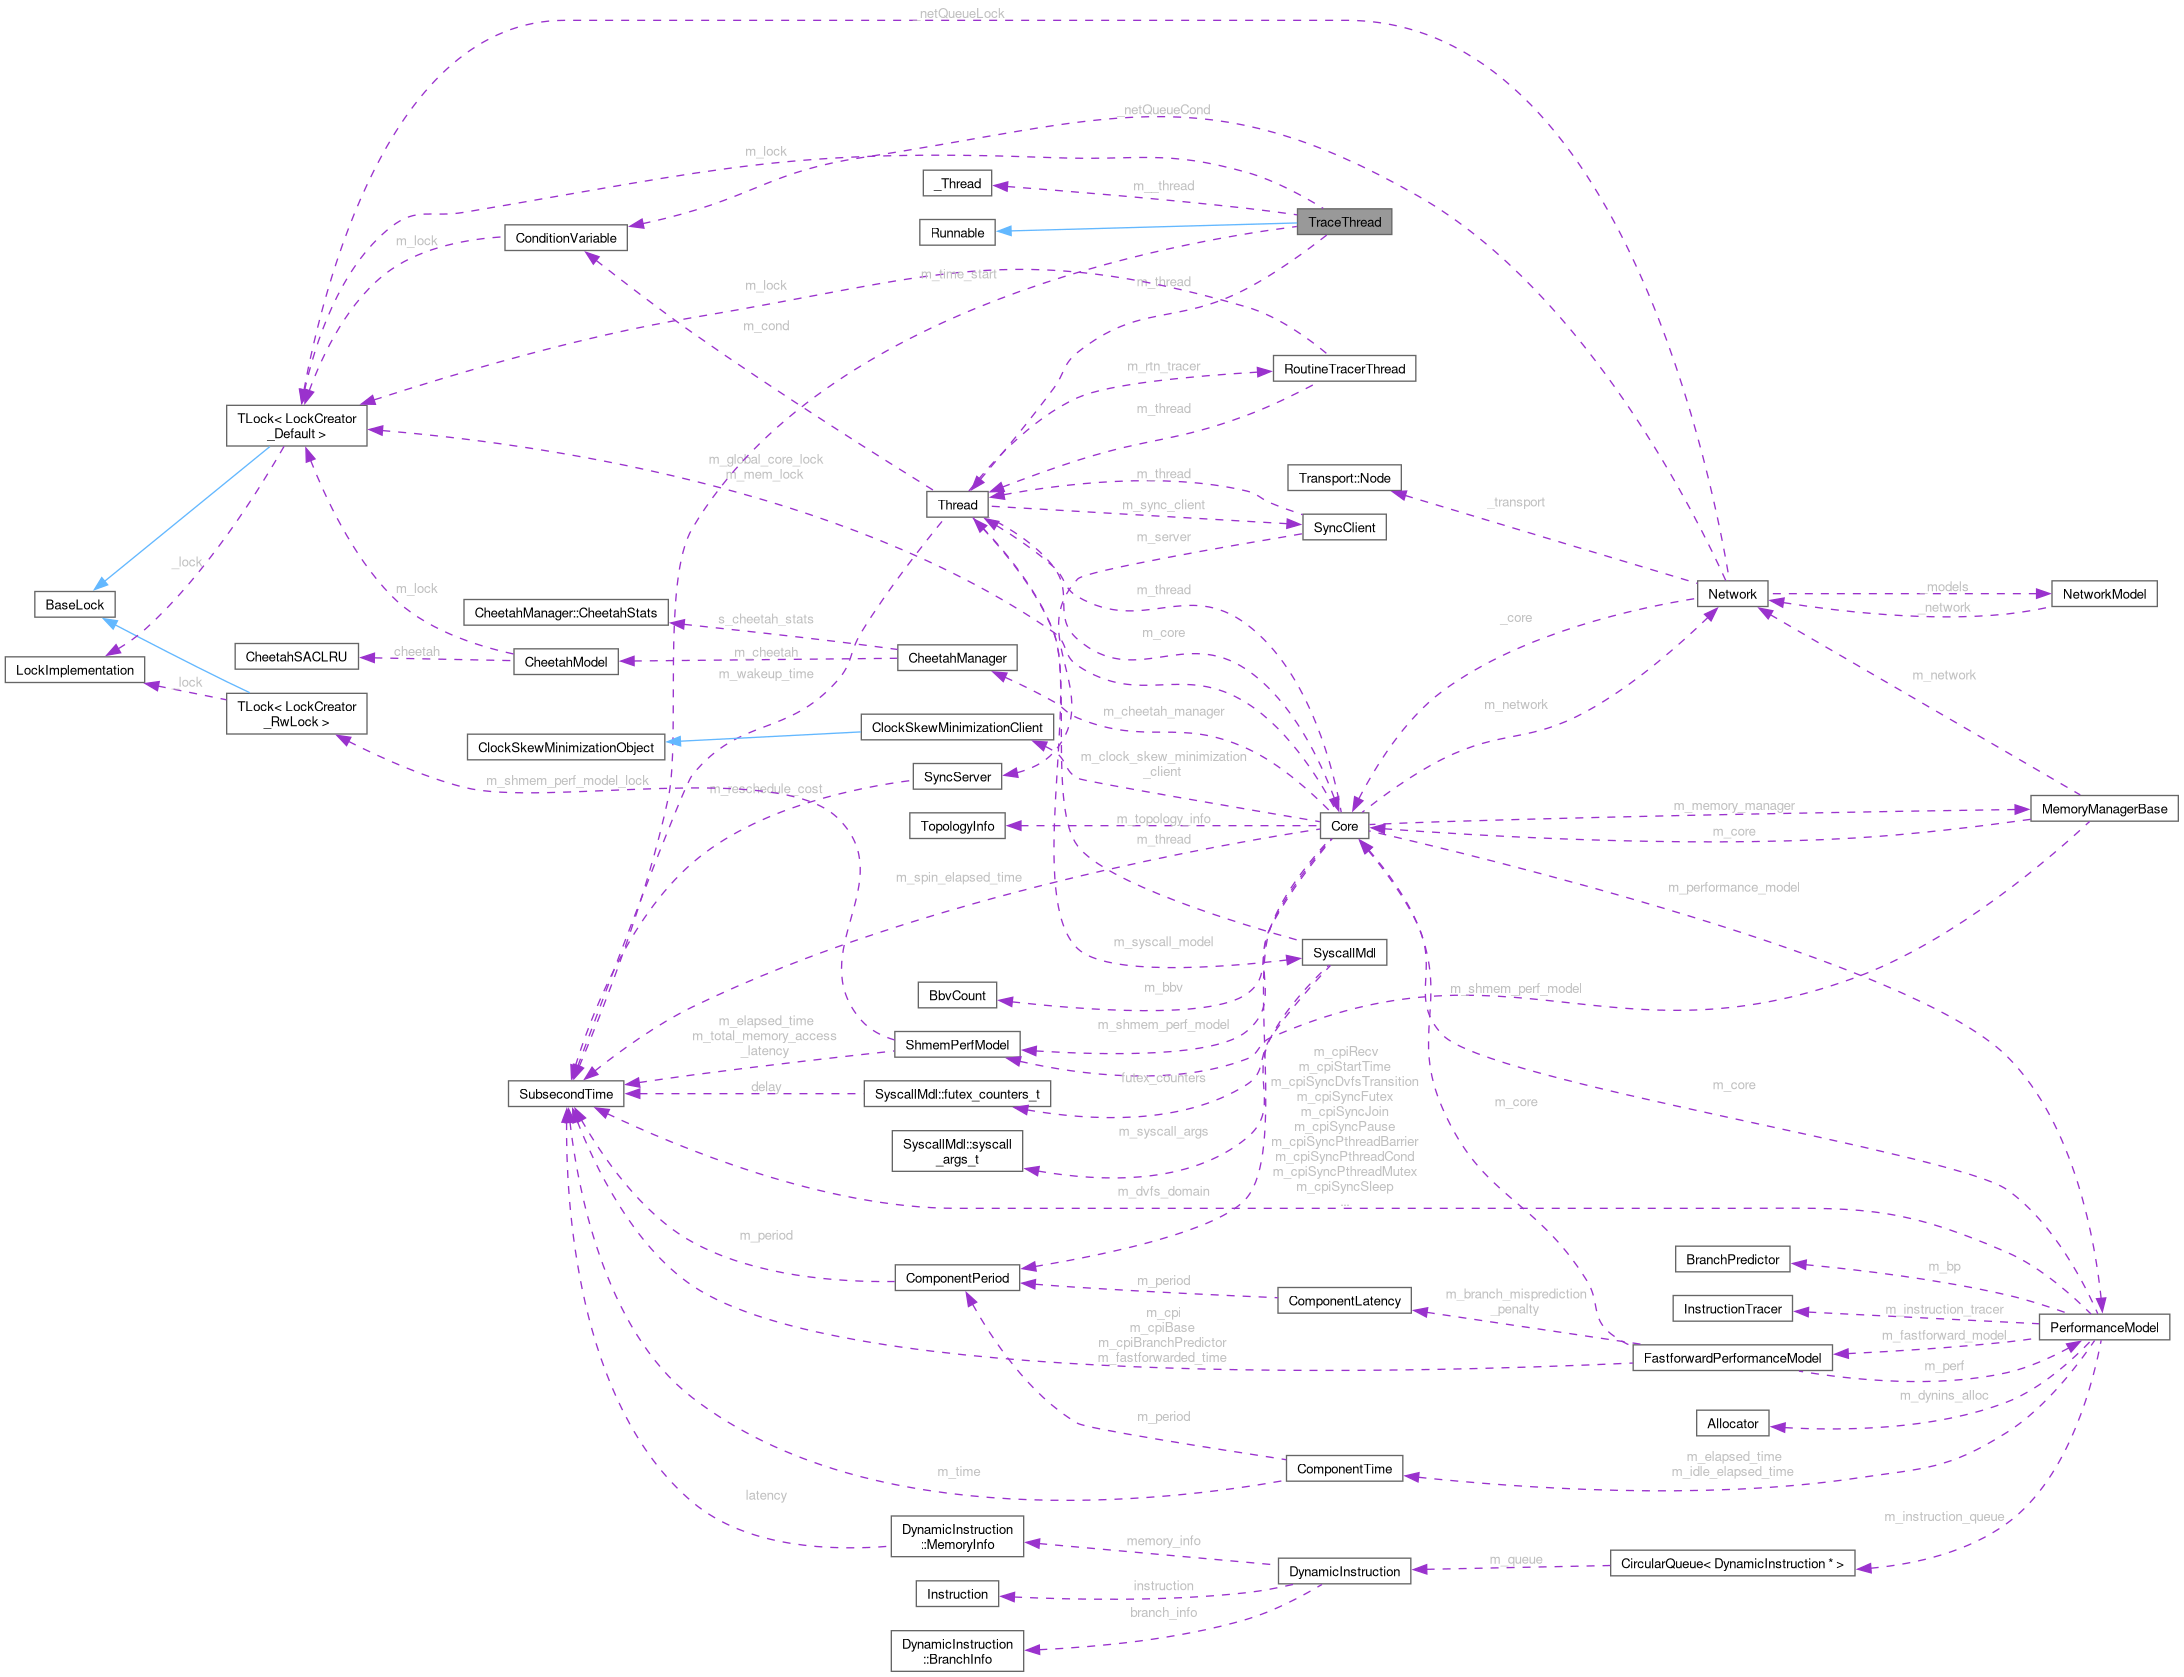 _netQueueLock
_netQueueCond
m_lock
_Thread
m__thread
TraceThread
Runnable
ConditionVariable
m_lock
m_time_start
m_lock
m_thread
m_cond
m_rtn_tracer
RoutineTracerThread
m_thread
TLock< LockCreator
_Default >
m_global_core_lock
m_mem_lock
Thread
m_thread
m_sync_client
Transport::Node
_transport
SyncClient
m_server
_lock
BaseLock
m_lock
CheetahManager::CheetahStats
s_cheetah_stats
m_thread
_core
Network
_models
NetworkModel
_network
LockImplementation
CheetahSACLRU
cheetah
CheetahModel
m_cheetah
CheetahManager
m_core
m_wakeup_time
m_network
_lock
TLock< LockCreator
_RwLock >
m_cheetah_manager
m_network
ClockSkewMinimizationObject
ClockSkewMinimizationClient
m_clock_skew_minimization
_client
m_shmem_perf_model_lock
m_reschedule_cost
SyncServer
TopologyInfo
m_topology_info
m_thread
Core
m_memory_manager
m_core
MemoryManagerBase
m_spin_elapsed_time
m_performance_model
m_syscall_model
SyscallMdl
BbvCount
m_bbv
m_shmem_perf_model
m_elapsed_time
m_total_memory_access
_latency
ShmemPerfModel
m_shmem_perf_model
SubsecondTime
delay
SyscallMdl::futex_counters_t
futex_counters
m_cpiRecv
m_cpiStartTime
m_cpiSyncDvfsTransition
m_cpiSyncFutex
m_cpiSyncJoin
m_cpiSyncPause
m_cpiSyncPthreadBarrier
m_cpiSyncPthreadCond
m_cpiSyncPthreadMutex
m_cpiSyncSleep
...
m_core
m_core
SyscallMdl::syscall
_args_t
m_syscall_args
m_dvfs_domain
m_period
ComponentPeriod
m_period
ComponentLatency
m_branch_misprediction
_penalty
BranchPredictor
m_bp
InstructionTracer
m_instruction_tracer
PerformanceModel
m_cpi
m_cpiBase
m_cpiBranchPredictor
m_fastforwarded_time
FastforwardPerformanceModel
m_fastforward_model
m_perf
m_dynins_alloc
Allocator
m_period
m_time
ComponentTime
m_elapsed_time
m_idle_elapsed_time
latency
DynamicInstruction
::MemoryInfo
memory_info
m_instruction_queue
DynamicInstruction
m_queue
CircularQueue< DynamicInstruction * >
Instruction
instruction
branch_info
DynamicInstruction
::BranchInfo